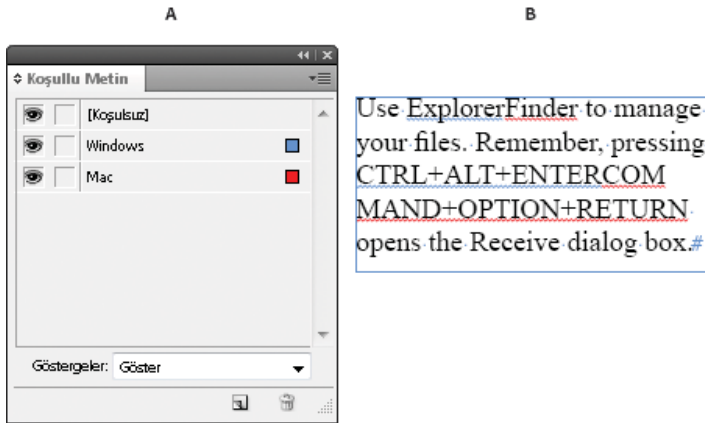 A
B
Koşullu Metin
[Koşulsuz]
Windows
Mac
Göstergeler: Göster
Use ExplorerFinder to manage
your files. Remember, pressing
CTRL+ALT+ENTERCOM
MAND+OPTION+RETURN
opens the Receive dialog box.#